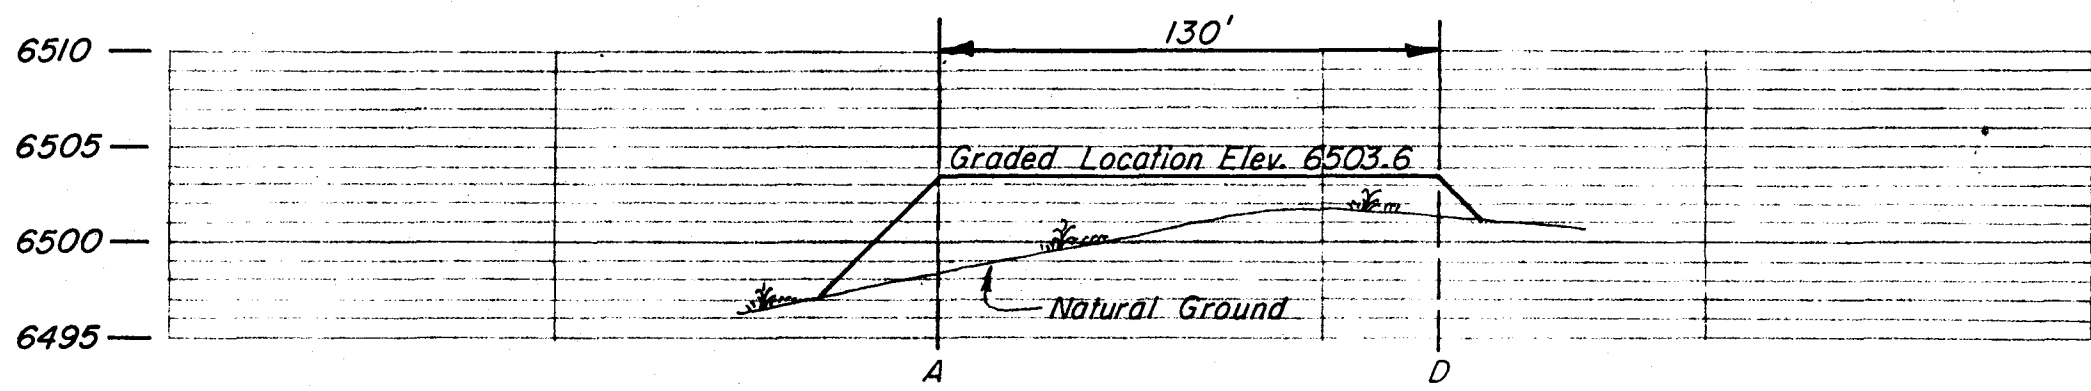 130'
6510
6505
Graded Location Elev. 6503.6
6500
Natural Ground
6495
A
D